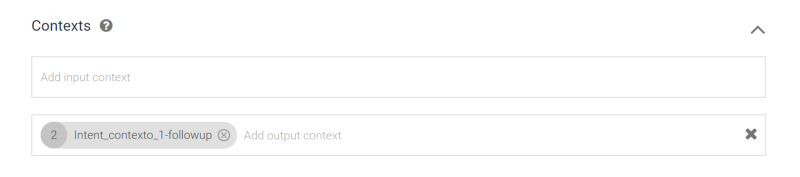 Contexts ?
Add input context
2 Intent_contexto_1-followup Add output context